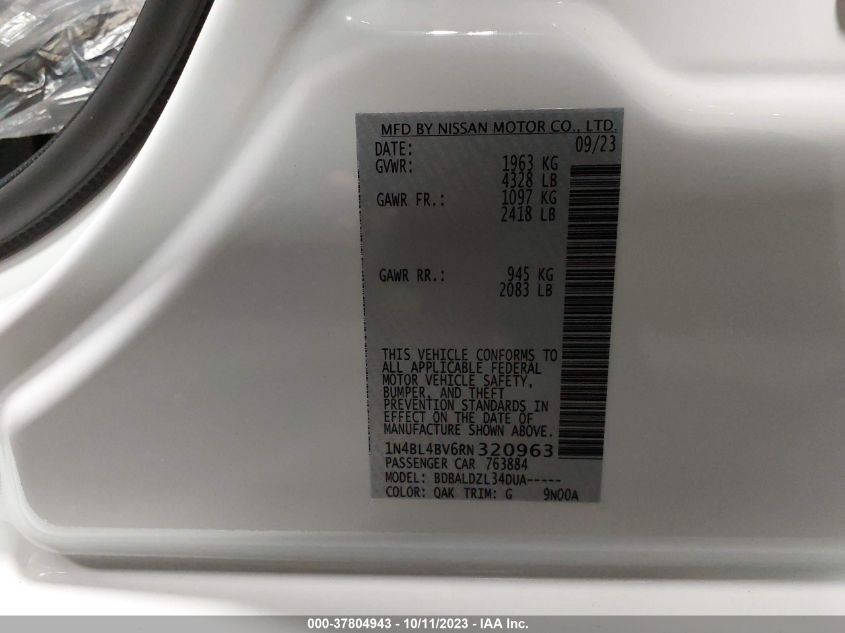 MFD BY NISSAN MOTOR CO., LTD.
DATE: 09/23
GVWR: 1963 KG
4328 LB
GAWR FR.: 1097 KG
2418 LB
GAWR RR.: 945 KG
2083 LB
THIS VEHICLE CONFORMS TO
ALL APPLICABLE FEDERAL
MOTOR VEHICLE SAFETY,
BUMPER, AND THEFT
PREVENTION STANDARDS IN
EFFECT ON THE DATE OF
MANUFACTURE SHOWN ABOVE.
1N4BL4BV6RN320963
PASSENGER CAR 763884
MODEL: BDBALDZL34DUA-----
COLOR: QAK TRIM: G 9N00A
000-37804943 - 10/11/2023 - IAA Inc.